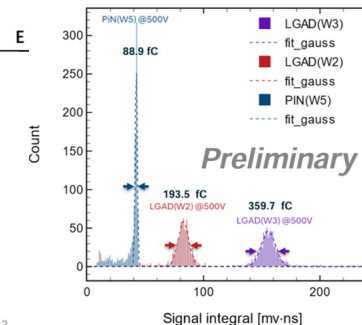 E
PiN(W5)@500V
88.9 fC
LGAD(W3)
fit_gauss
LGAD(W2)
fit_gauss
PIN(W5)
fit_gauss
Preliminary
193.5 fC
LGAD(W2)@500V
359.7 fC
LGAD(W3)@500V
Count
300
250
200
150
100
50
0
0
100
200
Signal integral [mv·ns]